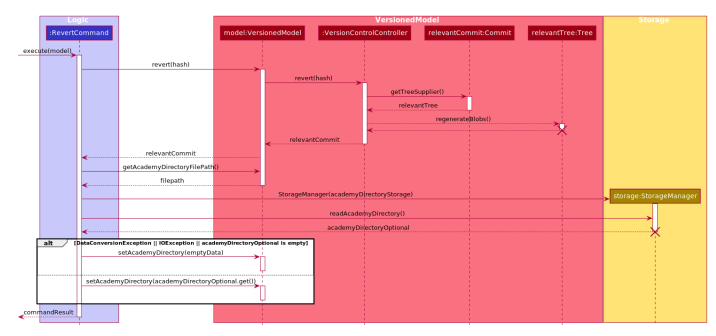 Logic
VersionedModel
Storage
:RevertCommand
model:VersionedModel
:VersionControlController
relevantCommit:Commit
relevantTree:Tree
execute(model)
revert(hash)
revert(hash)
getTreeSupplier()
relevantTree
regenerateBlobs()
relevantCommit
relevantCommit
getAcademyDirectoryFilePath()
filepath
StorageManager(academyDirectoryStorage)
storage:StorageManager
readAcademyDirectory()
academyDirectoryOptional
alt
[DataConversionException || IOException || academyDirectoryOptional is empty]
setAcademyDirectory(emptyData)
setAcademyDirectory(academyDirectoryOptional.get())
commandResult